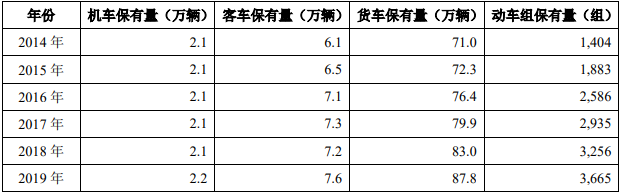 年份 机车保有量（万辆） 客车保有量（万辆） 货车保有量（万辆） 动车组保有量（组）
2014 年 2.1 6.1 71.0 1,404
2015 年 2.1 6.5 72.3 1,883
2016 年 2.1 7.1 76.4 2,586
2017 年 2.1 7.3 79.9 2,935
2018 年 2.1 7.2 83.0 3,256
2019 年 2.2 7.6 87.8 3,665